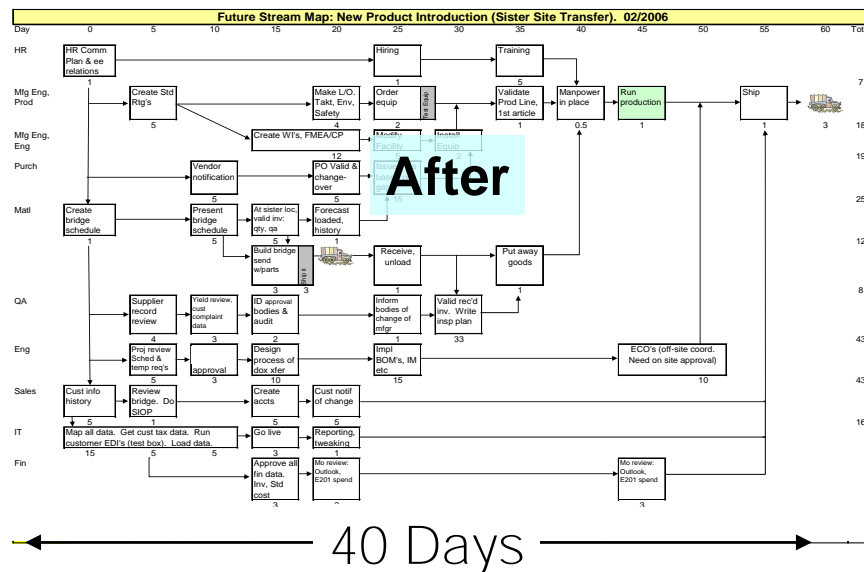 Future Stream Map: New Product Introduction (Sister Site Transfer). 02/2006
Day 0 5 5 10 15 20 25 30 35 40 45 50 55 60 Tot
HR
HR Comm
Plan & ee
relations
1
Hiring
1
Training
5
7
Mfg Eng,
Prod
Create Std
Rtg's
5
Make L/O.
Takt, Env,
Safety
4
Order
equip
Test Equip
2
Validate
Prod Line,
1st article
1
Manpower
in place
0.5
Run
production
1
Ship
1
3
18
Mfg Eng,
Eng
Create WI's, FMEA/CP
12
Modify
Facility
Install
Equip
2
19
Purch
Vendor
notification
5
PO Valid &
change-
over
5
15
25
After
Matl
Create
bridge
schedule
1
Present
bridge
schedule
5
At sister loc,
valid inv:
qty, qa
5
Forecast
loaded,
history
1
12
Build bridge
send
w/parts
3
3
Receive,
unload
1
Put away
goods
1
QA
Supplier
record
review
4
Yield review,
cust
complaint
data
3
ID approval
bodies &
audit
2
Inform
bodies of
change of
mfgr
1
Valid rec'd
inv. Write
insp plan
33
8
43
Eng
Proj review
Sched &
temp req's
5
approval
3
Design
process of
dox xfer
10
Impl
BOM's, IM
etc
15
ECO's (off-site coord.
Need on site approval)
10
43
Sales
Cust info
history
5
Review
bridge. Do
SIOP
1
Create
accts
5
Cust notif
of change
5
16
IT
Map all data. Get cust tax data. Run
customer EDI's (test box). Load data.
15 5 5
Go live
3
Reporting,
tweaking
1
Fin
Approve all
fin data.
Inv, Std
cost
3
Mo review:
Outlook,
E201 spend
Mo review:
Outlook,
E201 spend
3
40 Days